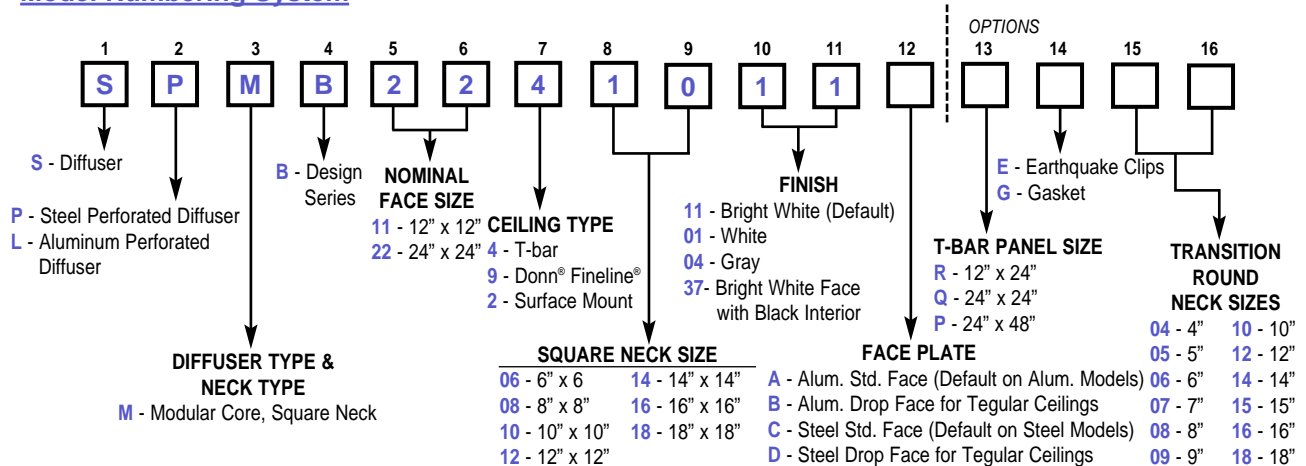 Model Numbering System
OPTIONS
1 2 3 4 5 6 7 8 9 10 11 12 13 14 15 16
S P M B 2 2 4 1 0 1 1
S - Diffuser
P - Steel Perforated Diffuser
L - Aluminum Perforated
Diffuser
DIFFUSER TYPE &
NECK TYPE
M - Modular Core, Square Neck
B - Design
Series
NOMINAL
FACE SIZE
11 - 12” x 12”
22 - 24” x 24”
CEILING TYPE
4 - T-bar
9 - Donn® Fineline®
2 - Surface Mount
SQUARE NECK SIZE
06 - 6” x 6
08 - 8” x 8”
10 - 10” x 10”
12 - 12” x 12”
14 - 14” x 14”
16 - 16” x 16”
18 - 18” x 18”
FINISH
11 - Bright White (Default)
01 - White
04 - Gray
37- Bright White Face
with Black Interior
FACE PLATE
A - Alum. Std. Face (Default on Alum. Models)
B - Alum. Drop Face for Tegular Ceilings
C - Steel Std. Face (Default on Steel Models)
D - Steel Drop Face for Tegular Ceilings
T-BAR PANEL SIZE
R - 12” x 24”
Q - 24” x 24”
P - 24” x 48”
E - Earthquake Clips
G - Gasket
TRANSITION
ROUND
NECK SIZES
04 - 4”
05 - 5”
06 - 6”
07 - 7”
08 - 8”
09 - 9”
10 - 10”
12 - 12”
14 - 14”
15 - 15”
16 - 16”
18 - 18”